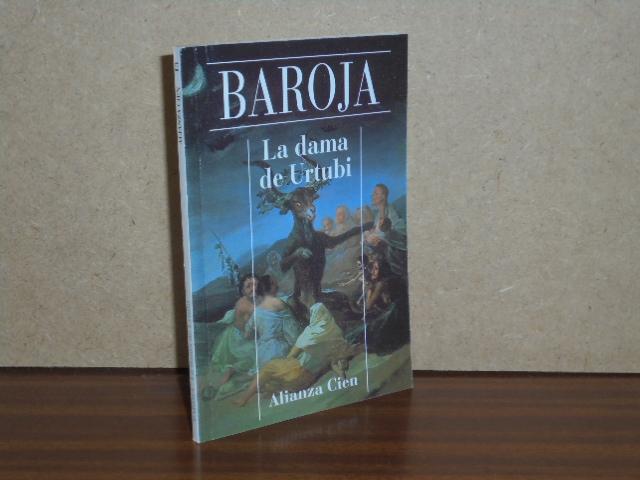 BAROJA
La dama
de Urtubi
Alianza Cien